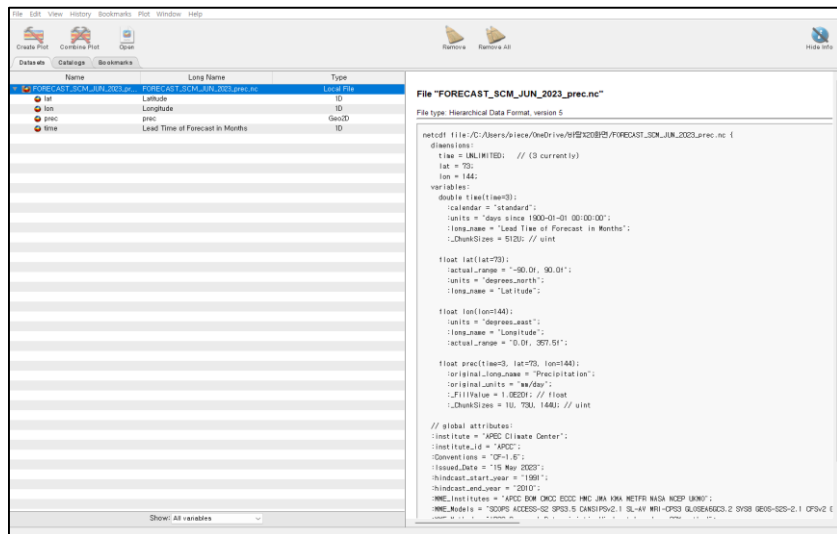 File Edit View History Bookmarks Plot Window Help
Create Plot Combine Plot Open Remove Remove All Hide Info
Datasets Catalogs Bookmarks
Name Long Name Type
FORECAST_SCM_JUN_2023_pr... FORECAST_SCM_JUN_2023_prec.nc Local File
lat Latitude 1D
lon Longitude 1D
prec prec Geo2D
time Lead Time of Forecast in Months 1D
Show: All variables
File "FORECAST_SCM_JUN_2023_prec.nc"
File type: Hierarchical Data Format, version 5
netcdf file:/C:/Users/piece/OneDrive/바탕%20화면/FORECAST_SCM_JUN_2023_prec.nc {
dimensions:
time = UNLIMITED; // (3 currently)
lat = 73;
lon = 144;
variables:
double time(time=3);
:calendar = "standard";
:units = "days since 1900-01-01 00:00:00";
:long_name = "Lead Time of Forecast in Months";
:_ChunkSizes = 512U; // uint
float lat(lat=73);
:actual_range = "-90.0f, 90.0f";
:units = "degrees_north";
:long_name = "Latitude";
float lon(lon=144);
:units = "degrees_east";
:long_name = "Longitude";
:actual_range = "0.0f, 357.5f";
float prec(time=3, lat=73, lon=144);
:original_long_name = "Precipitation";
:original_units = "mm/day";
:_FillValue = 1.0E20f; // float
:_ChunkSizes = 1U, 73U, 144U; // uint
// global attributes:
:institute = "APEC Climate Center";
:institute_id = "APCC";
:Conventions = "CF-1.6";
:Issued_Date = "15 May 2023";
:hindcast_start_year = "1991";
:hindcast_end_year = "2010";
:MME_Institutes = "APCC BOM CMCC ECCC HMC JMA KMA METFR NASA NCEP UKMO";
:MME_Models = "SCOPS ACCESS-S2 SPS3.5 CANSIPSv2.1 SL-AV MRI-CPS3 GLOSEA6GC3.2 SYS8 GEOS-S2S-2.1 CFSv2